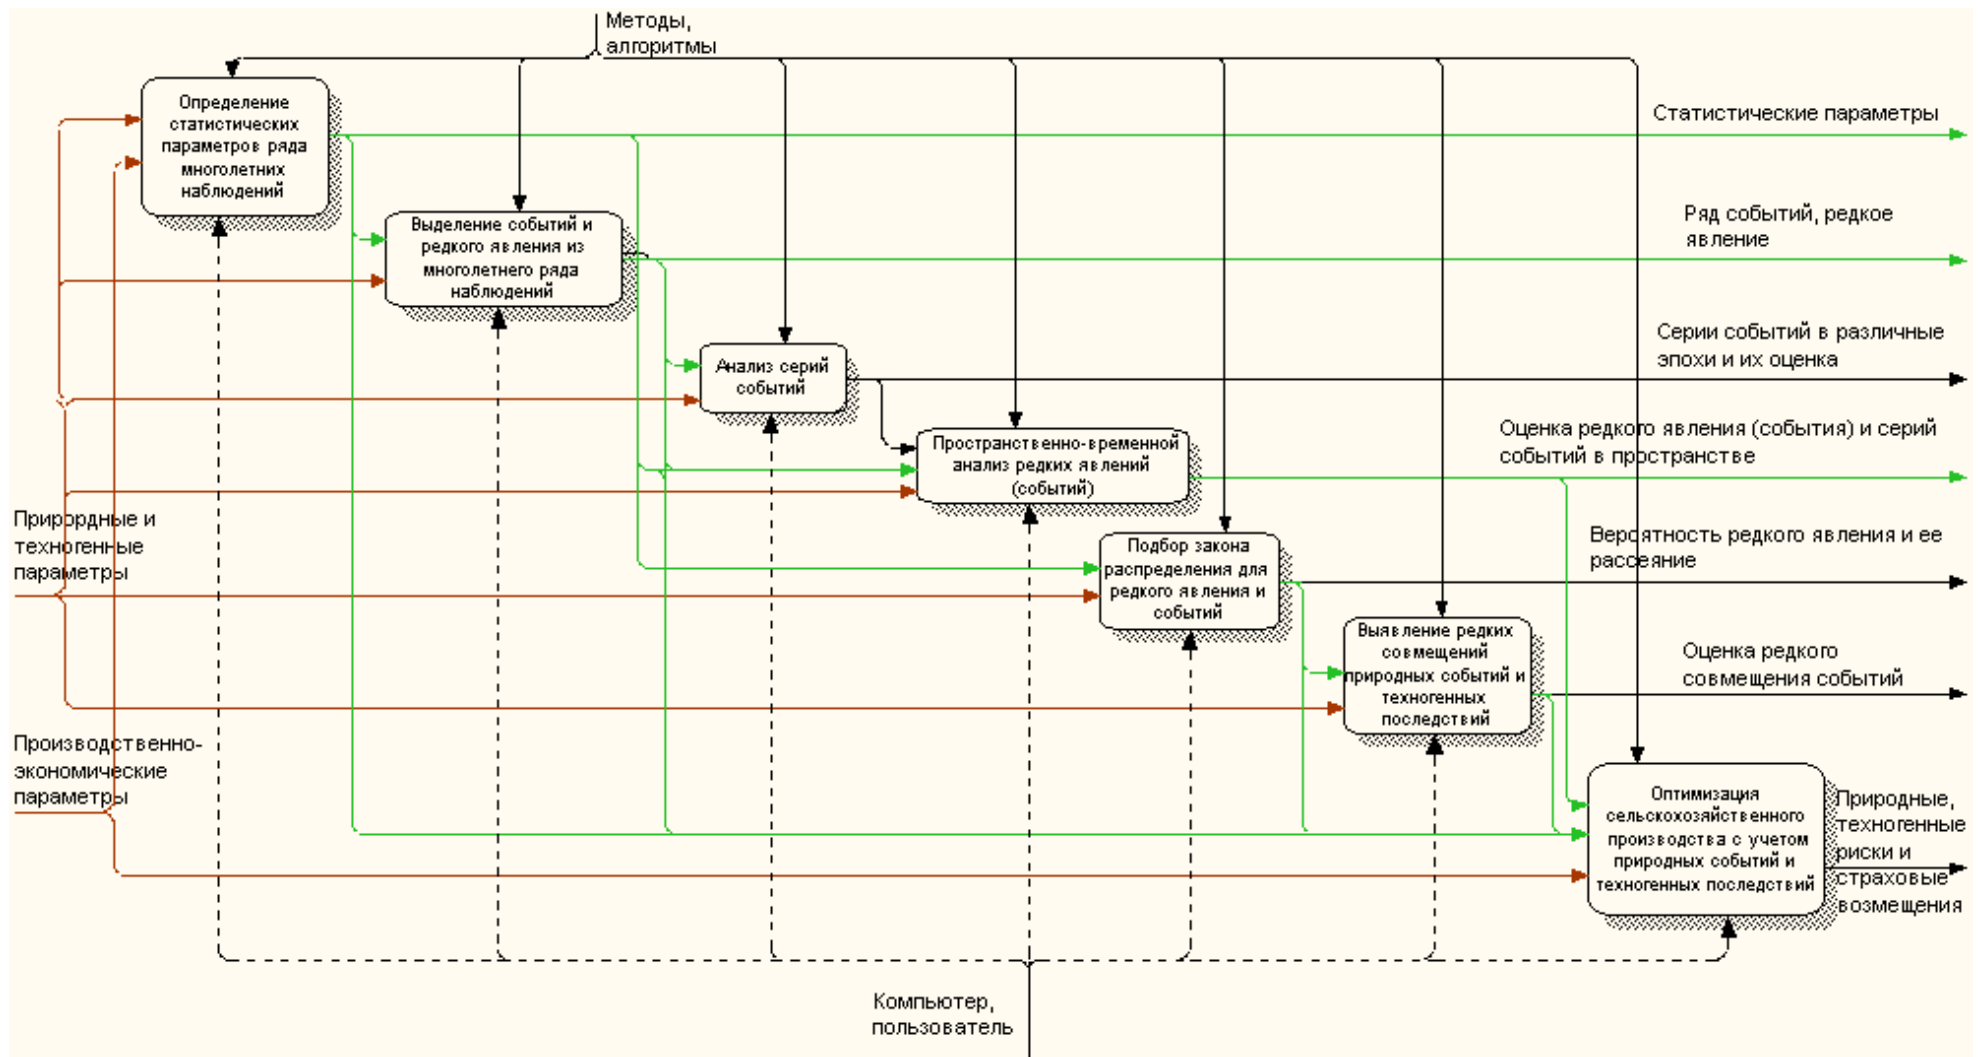 Методы,
алгоритмы
Определение
статистических
параметров ряда
многолетних
наблюдений
Статистические параметры
Выделение событий и
редкого явления из
многолетнего ряда
наблюдений
Ряд событий, редкое
явление
Анализ серий
событий
Серии событий в различные
эпохи и их оценка
Пространственно-временной
анализ редких явлений
(событий)
Оценка редкого явления (события) и серий
событий в пространстве
Прирордные и
техногенные
параметры
Подбор закона
распределения для
редкого явления и
событий
Вероятность редкого явления и ее
рассеяние
Выявление редких
совмещений
природных событий и
техногенных
последствий
Оценка редкого
совмещения событий
Производственно-
экономические
параметры
Оптимизация
сельскохозяйственного
производства с учетом
природных событий и
техногенных последствий
Природные,
техногенные
риски и
страховые
возмещения
Компьютер,
пользователь